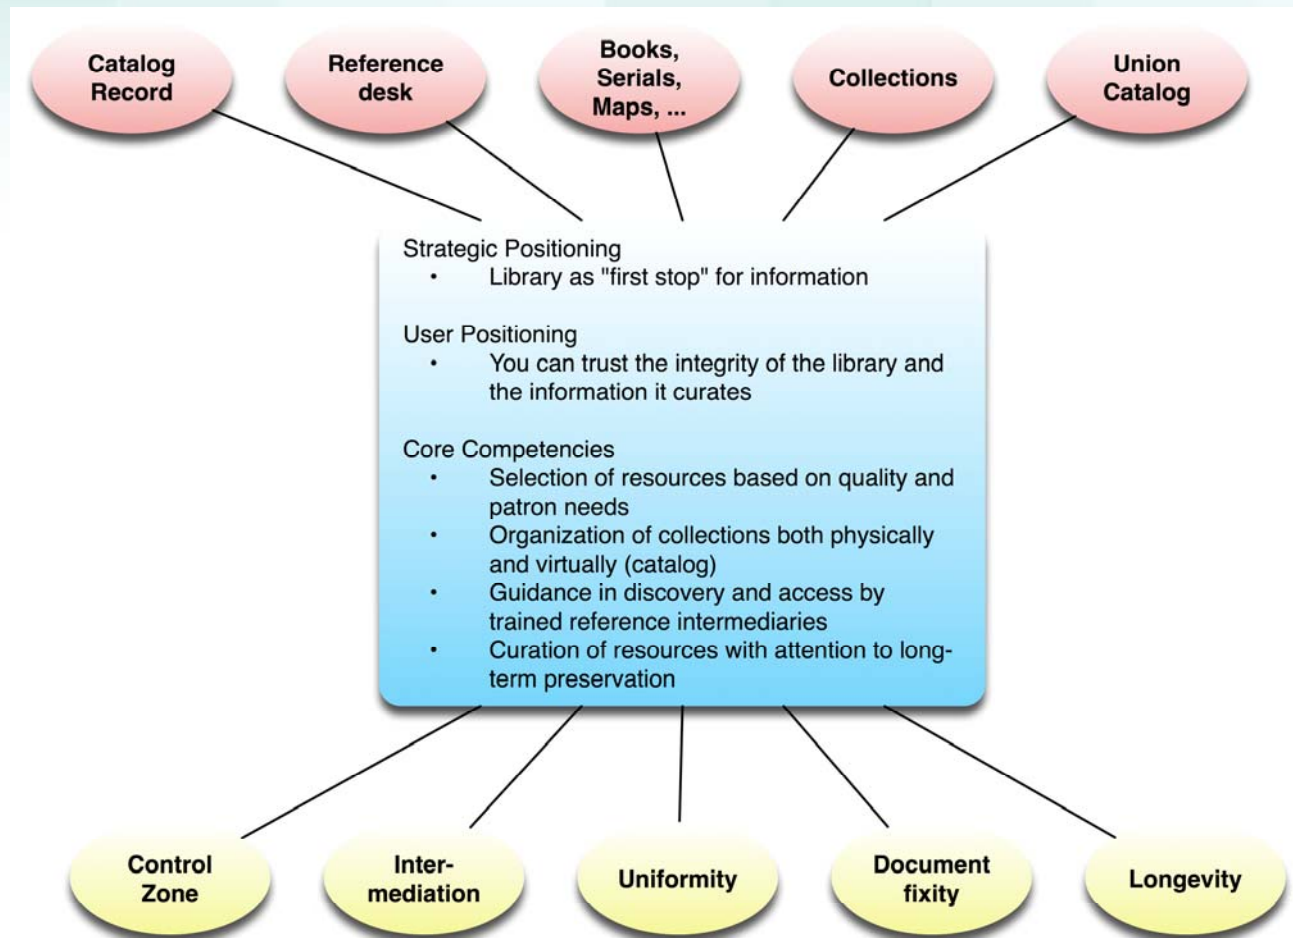 Catalog
Record
Reference
desk
Books,
Serials,
Maps, ...
Collections
Union
Catalog
Strategic Positioning
• Library as "first stop" for information
User Positioning
• You can trust the integrity of the library and
the information it curates
Core Competencies
• Selection of resources based on quality and
patron needs
• Organization of collections both physically
and virtually (catalog)
• Guidance in discovery and access by
trained reference intermediaries
• Curation of resources with attention to long-
term preservation
Control
Zone
Inter-
mediation
Uniformity
Document
fixity
Longevity